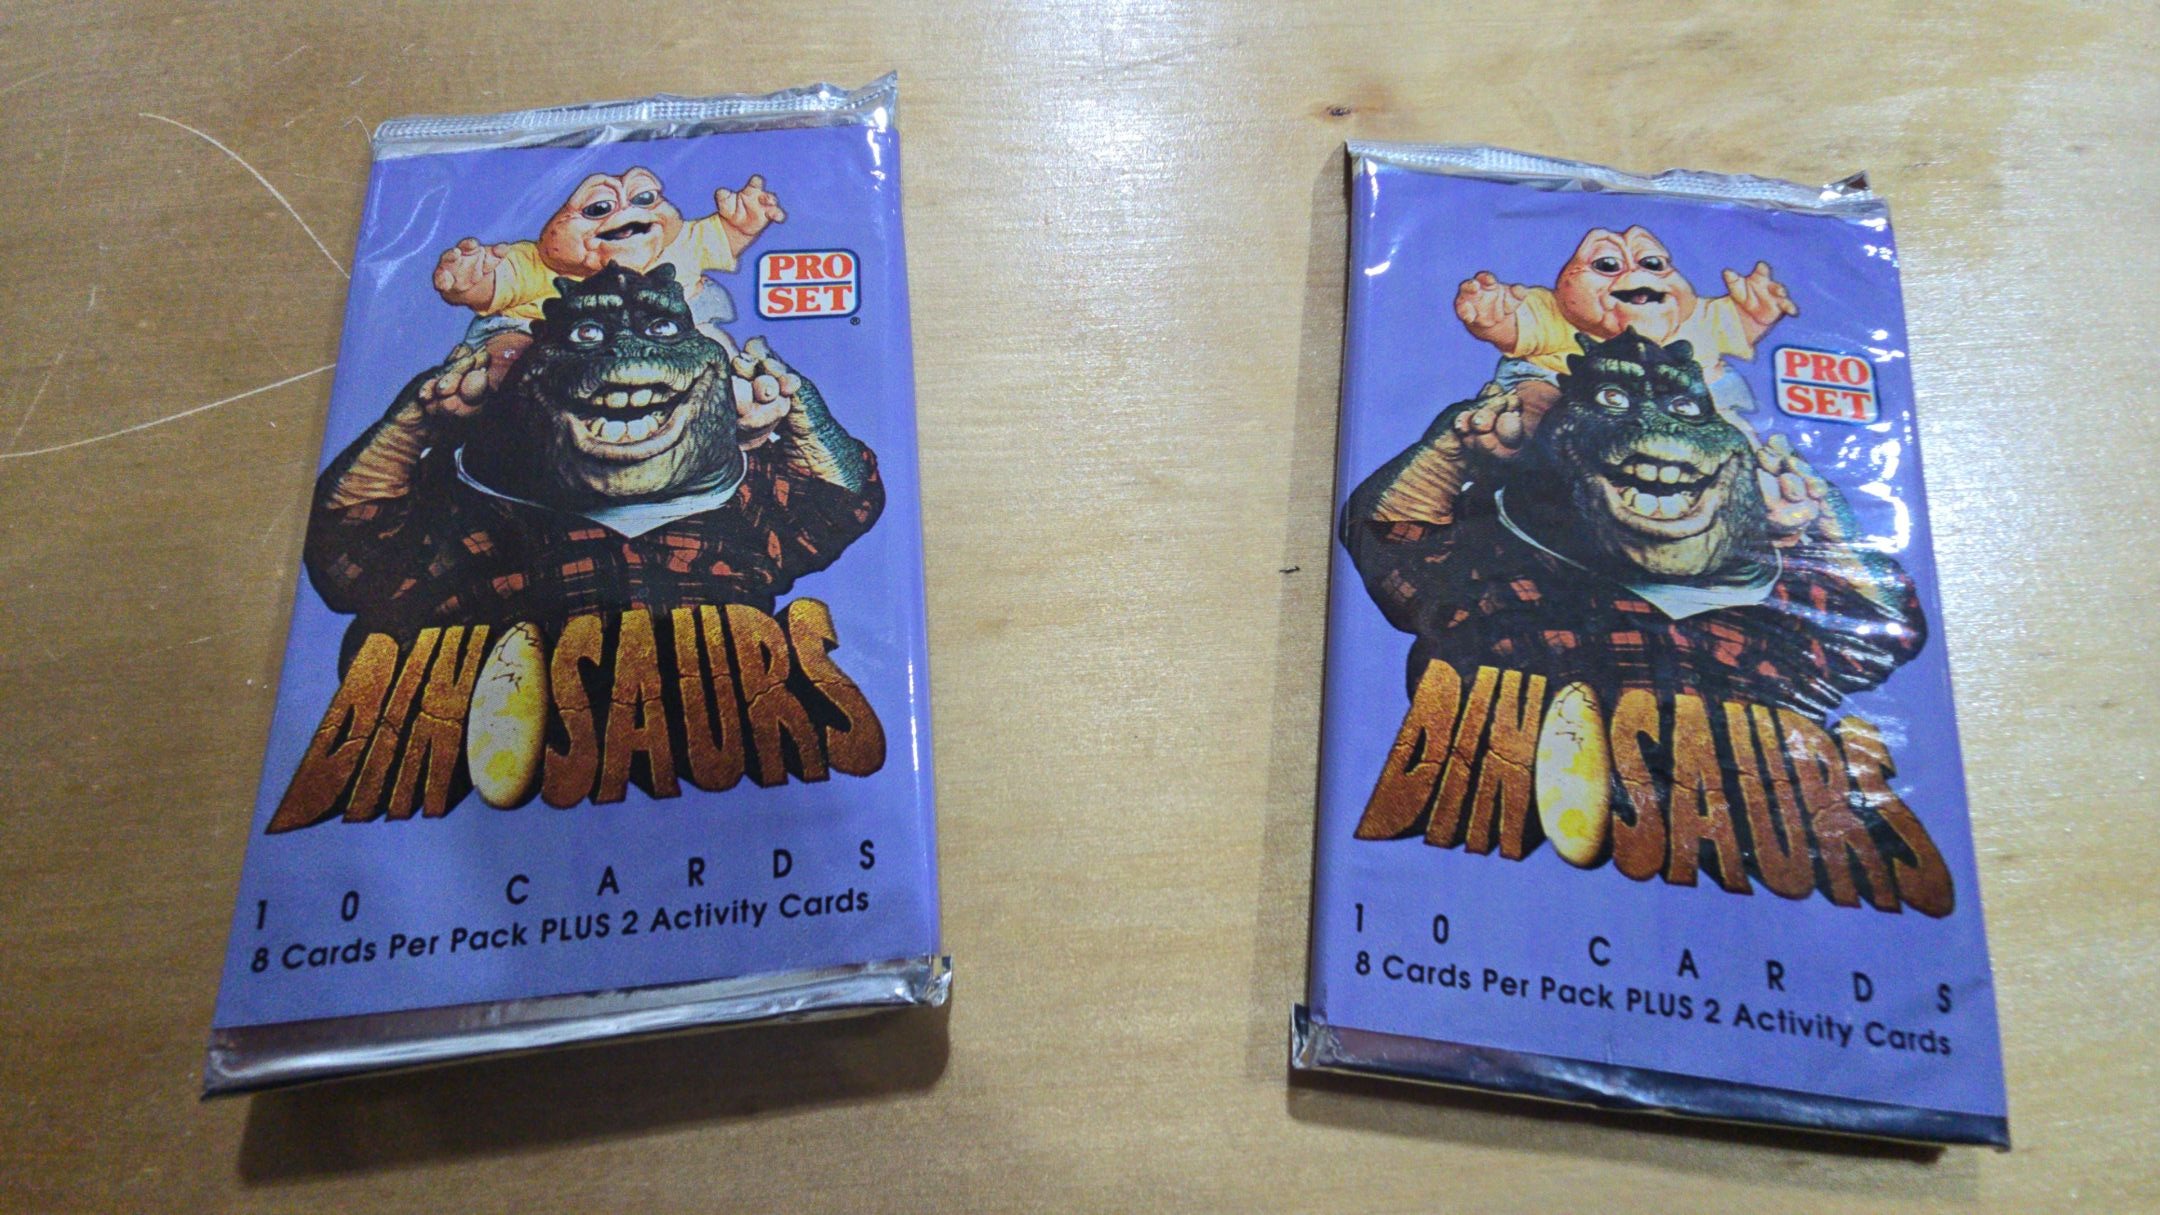 PRO
SET
®
DINOSAURS
10 CARDS
8 Cards Per Pack PLUS 2 Activity Cards
PRO
SET
DINOSAURS
10 CARDS
8 Cards Per Pack PLUS 2 Activity Cards